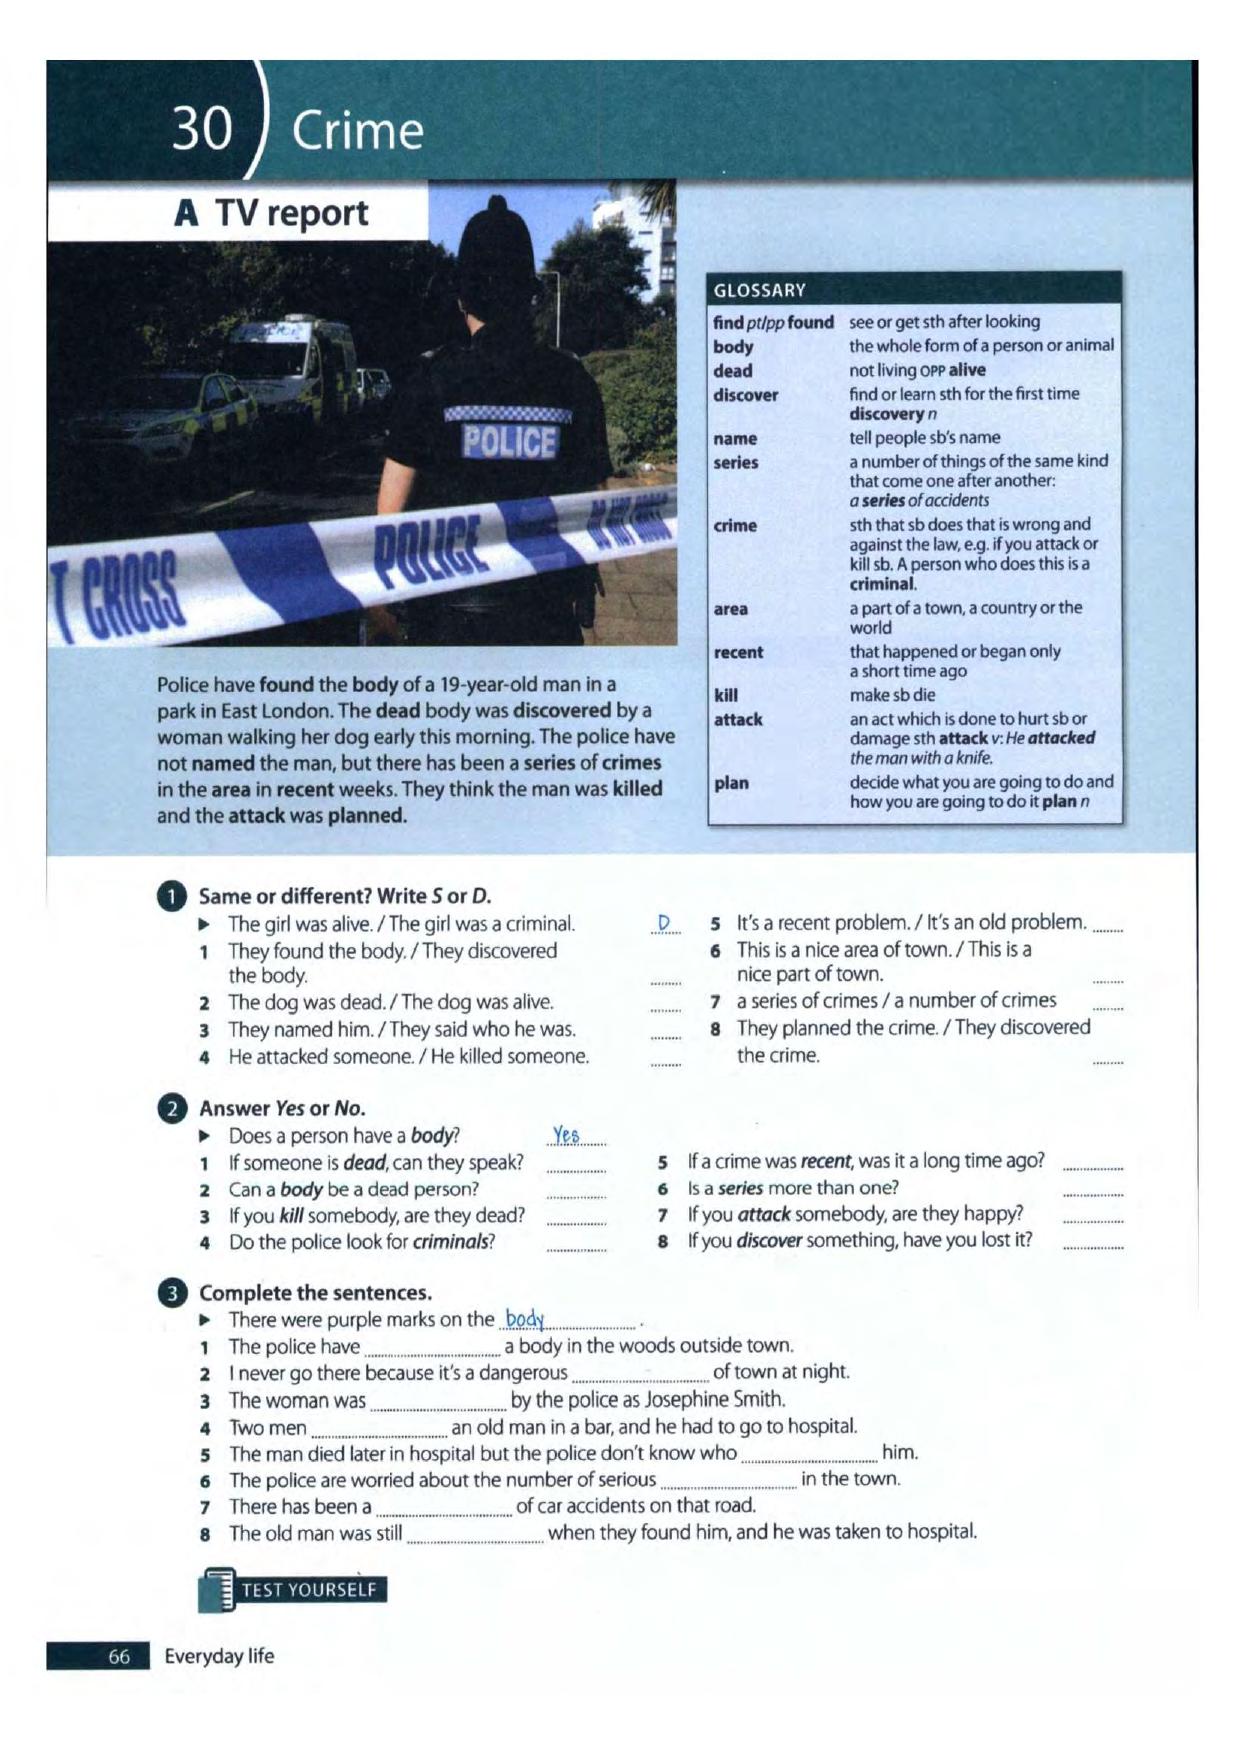 30 Crime
A TV report
POLICE
POLICE
T CROSS
POLICE
DO NOT CROSS
Police have found the body of a 19-year-old man in a
park in East London. The dead body was discovered by a
woman walking her dog early this morning. The police have
not named the man, but there has been a series of crimes
in the area in recent weeks. They think the man was killed
and the attack was planned.
GLOSSARY
find pt/pp found see or get sth after looking
body the whole form of a person or animal
dead not living OPP alive
discover find or learn sth for the first time
discovery n
name tell people sb's name
series a number of things of the same kind
that come one after another:
a series of accidents
crime sth that sb does that is wrong and
against the law, e.g. if you attack or
kill sb. A person who does this is a
criminal.
area a part of a town, a country or the
world
recent that happened or began only
a short time ago
kill make sb die
attack an act which is done to hurt sb or
damage sth attack v: He attacked
the man with a knife.
plan decide what you are going to do and
how you are going to do it plan n
1 Same or different? Write S or D.
► The girl was alive. / The girl was a criminal. D
1 They found the body. / They discovered
the body. ........
2 The dog was dead. / The dog was alive. ........
3 They named him. / They said who he was. ........
4 He attacked someone. / He killed someone. ........
5 It's a recent problem. / It's an old problem. ........
6 This is a nice area of town. / This is a
nice part of town. ........
7 a series of crimes / a number of crimes ........
8 They planned the crime. / They discovered
the crime. ........
2 Answer Yes or No.
► Does a person have a body? Yes
1 If someone is dead, can they speak? ................
2 Can a body be a dead person? ................
3 If you kill somebody, are they dead? ................
4 Do the police look for criminals? ................
5 If a crime was recent, was it a long time ago? ................
6 Is a series more than one? ................
7 If you attack somebody, are they happy? ................
8 If you discover something, have you lost it? ................
3 Complete the sentences.
► There were purple marks on the body ................ .
1 The police have ................ a body in the woods outside town.
2 I never go there because it's a dangerous ................ of town at night.
3 The woman was ................ by the police as Josephine Smith.
4 Two men ................ an old man in a bar, and he had to go to hospital.
5 The man died later in hospital but the police don't know who ................ him.
6 The police are worried about the number of serious ................ in the town.
7 There has been a ................ of car accidents on that road.
8 The old man was still ................ when they found him, and he was taken to hospital.
TEST YOURSELF
66 Everyday life